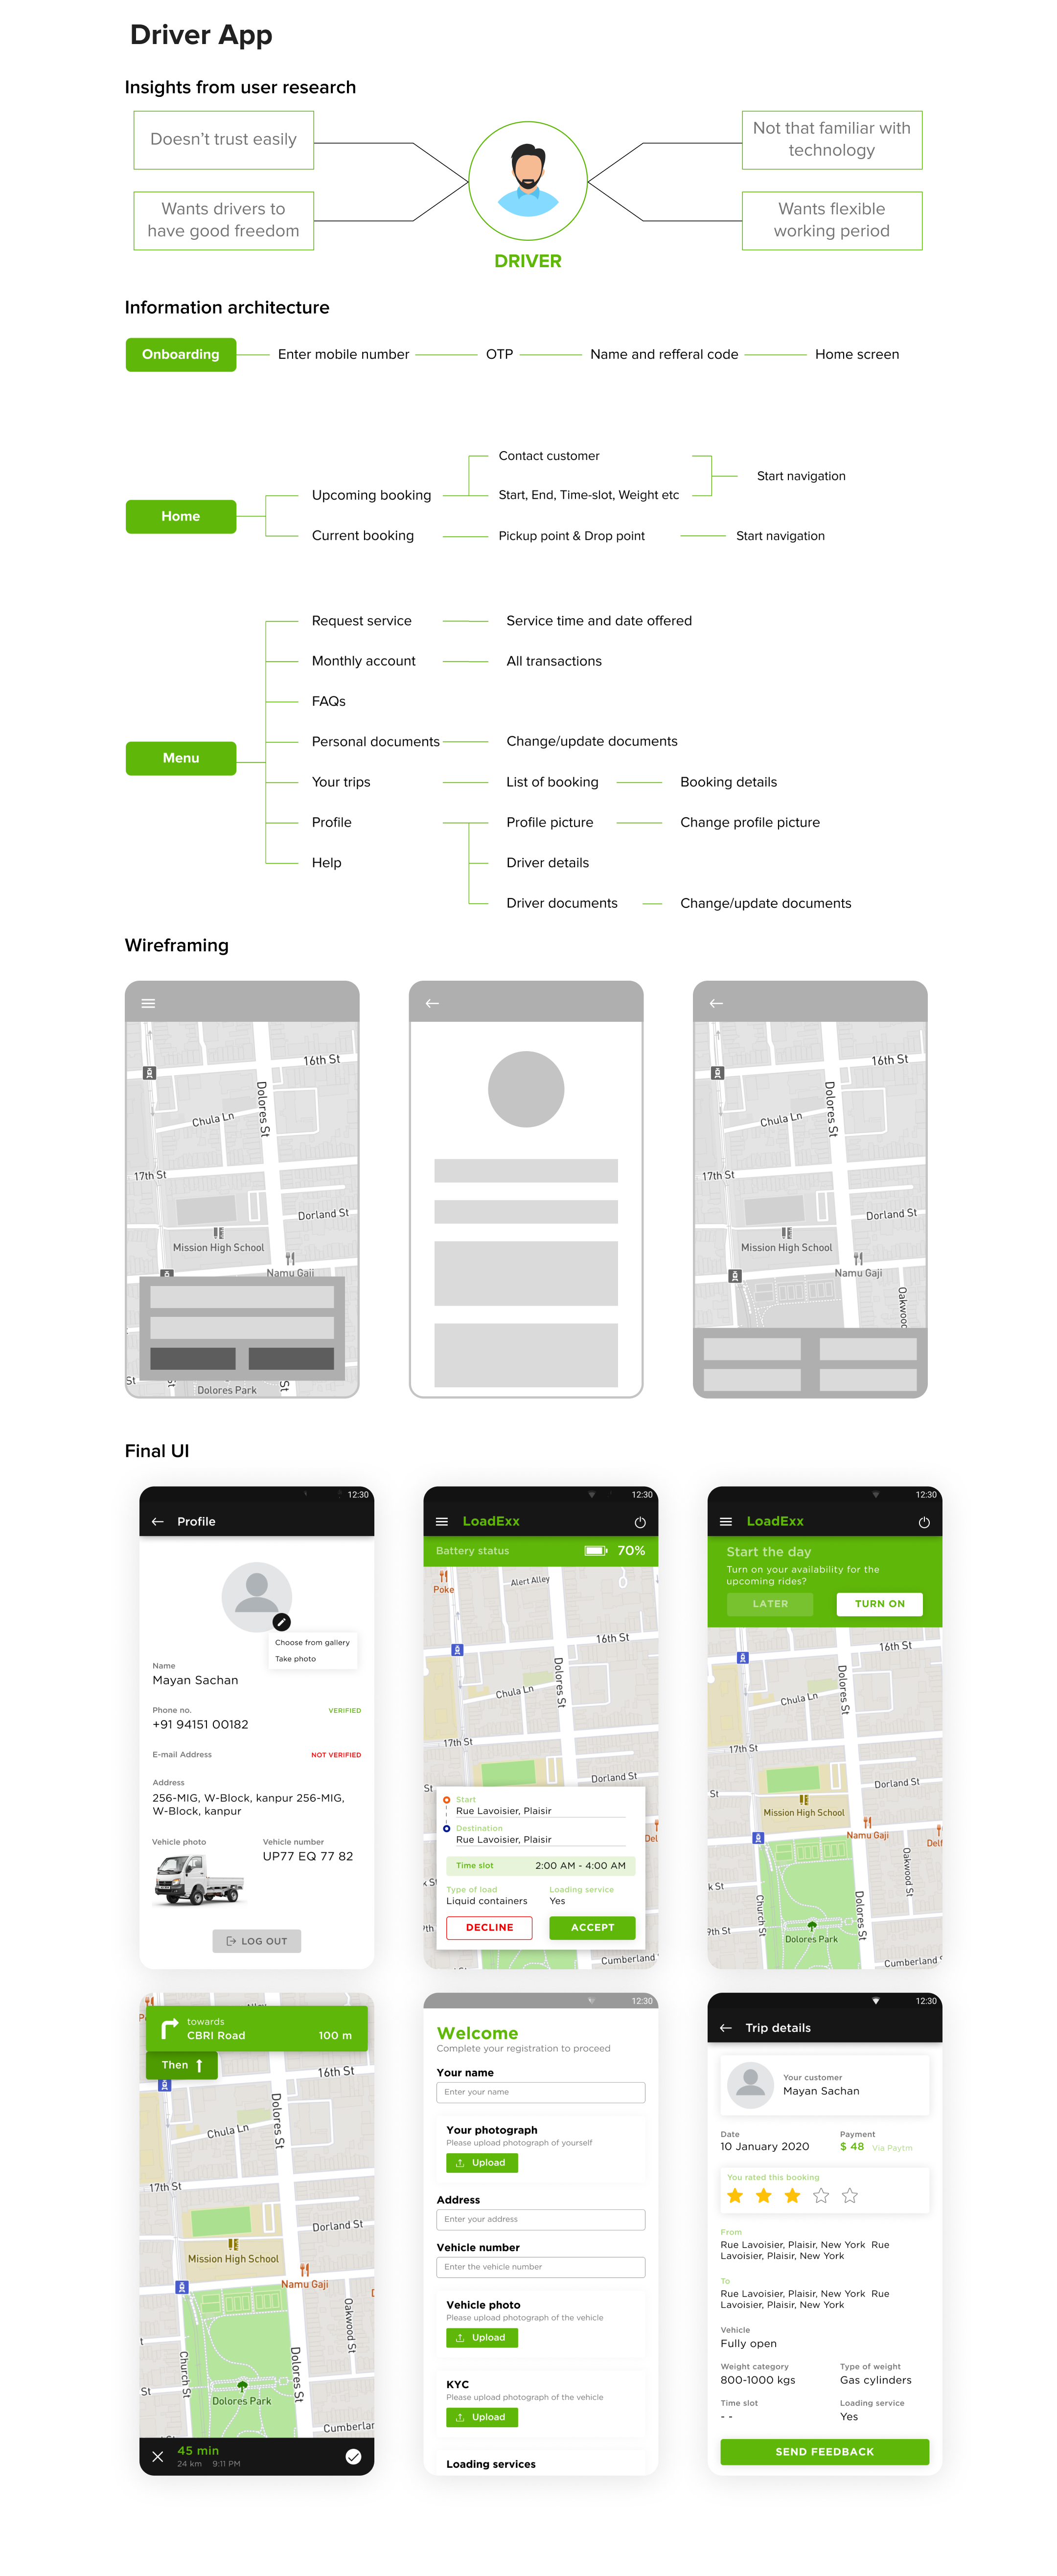 Driver App
Insights from user research
Doesn't trust easily
Not that familiar with
technology
Wants drivers to
have good freedom
Wants flexible
working period
DRIVER
Information architecture
Onboarding
Enter mobile number
OTP
Name and refferal code
Home screen
Home
Upcoming booking
Contact customer
Start, End, Time-slot, Weight etc
Start navigation
Current booking
Pickup point & Drop point
Start navigation
Menu
Request service
Service time and date offered
Monthly account
All transactions
FAQs
Personal documents
Change/update documents
Your trips
List of booking
Booking details
Profile
Profile picture
Change profile picture
Help
Driver details
Driver documents
Change/update documents
Wireframing
16th St
Dolores St
Chula Ln
17th St
Dorland St
Mission High School
Namu Gaji
St
St
Dolores Park
16th St
Dolores St
Chula Ln
17th St
Dorland St
Mission High School
Namu Gaji
Final UI
12:30
Profile
Choose from gallery
Take photo
Name
Mayan Sachan
Phone no.
VERIFIED
+91 94151 00182
E-mail Address
NOT VERIFIED
Address
256-MIG, W-Block, kanpur 256-MIG,
W-Block, kanpur
Vehicle photo
Vehicle number
UP77 EQ 77 82
LOG OUT
12:30
LoadExx
Battery status
70%
Poke
Alert Alley
16th St
Dolores St
Chula Ln
17th St
Dorland St
St
Start
Rue Lavoisier, Plaisir
Destination
Rue Lavoisier, Plaisir
Del
Time slot
2:00 AM - 4:00 AM
k St
Type of load
Loading service
Liquid containers
Yes
DECLINE
ACCEPT
Cumberland
12:30
LoadExx
Start the day
Turn on your availability for the
upcoming rides?
LATER
TURN ON
16th St
Dolores St
Chula Ln
17th St
Dorland St
Mission High School
Namu Gaji
Delf
Oakwood St
k St
Church St
Dolores St
9th St
Dolores Park
Cumberland
towards
CBRI Road
100 m
Then
16th St
Dolores St
Chula Ln
17th St
Dorland St
Mission High School
Namu Gaji
Oakwood St
Church St
Dolores St
St
Dolores Park
Cumberlar
45 min
24 km
9:11 PM
12:30
Welcome
Complete your registration to proceed
Your name
Enter your name
Your photograph
Please upload photograph of yourself
Upload
Address
Enter your address
Vehicle number
Enter the vehicle number
Vehicle photo
Please upload photograph of the vehicle
Upload
KYC
Please upload photograph of the vehicle
Upload
Loading services
12:30
Trip details
Your customer
Mayan Sachan
Date
Payment
10 January 2020
$ 48
Via Paytm
You rated this booking
From
Rue Lavoisier, Plaisir, New York Rue
Lavoisier, Plaisir, New York
To
Rue Lavoisier, Plaisir, New York Rue
Lavoisier, Plaisir, New York
Vehicle
Fully open
Weight category
Type of weight
800-1000 kgs
Gas cylinders
Time slot
Loading service
- -
Yes
SEND FEEDBACK